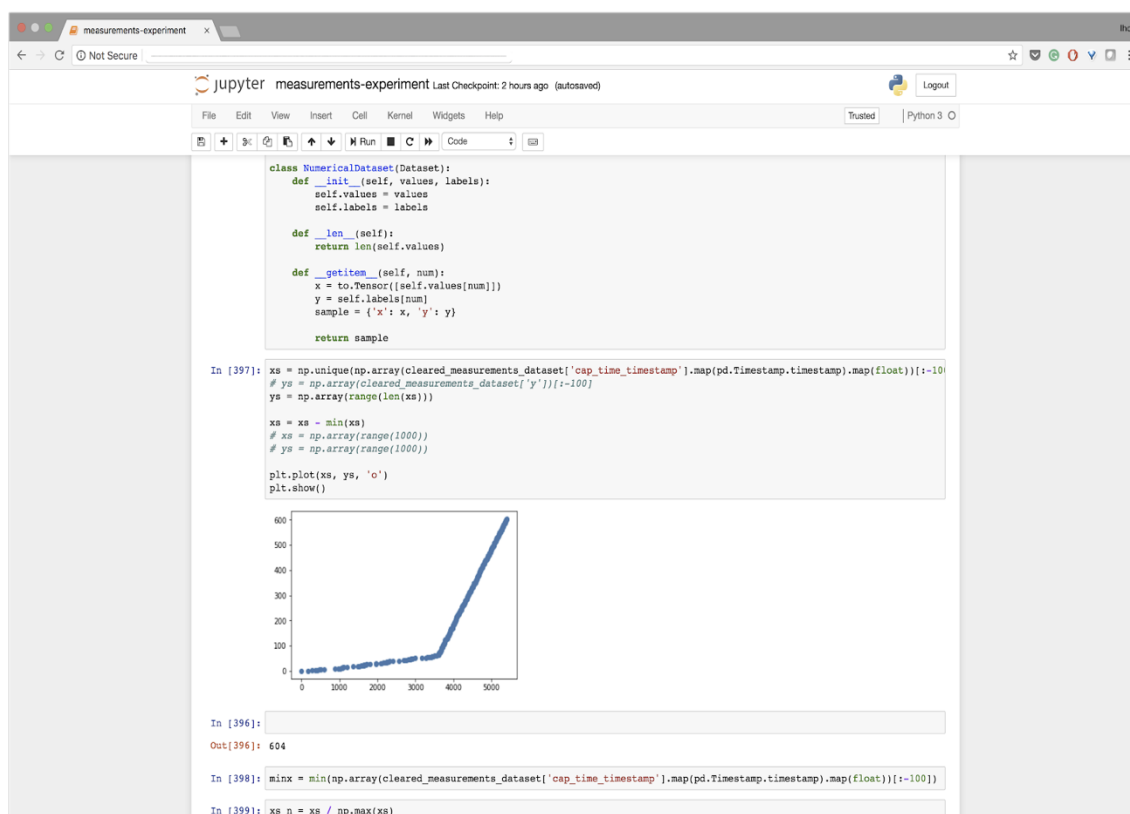 measurements-experiment ×
Not Secure
jupyter measurements-experiment Last Checkpoint: 2 hours ago (autosaved)
Logout
File Edit View Insert Cell Kernel Widgets Help
Trusted Python 3
Run Code
class NumericalDataset(Dataset):
    def __init__(self, values, labels):
        self.values = values
        self.labels = labels
    def __len__(self):
        return len(self.values)
    def __getitem__(self, num):
        x = to.Tensor([self.values[num]])
        y = self.labels[num]
        sample = {'x': x, 'y': y}
        return sample
In [397]: xs = np.unique(np.array(cleared_measurements_dataset['cap_time_timestamp'].map(pd.Timestamp.timestamp).map(float))[:-10
# ys = np.array(cleared_measurements_dataset['y'])[:-100]
ys = np.array(range(len(xs)))
xs = xs - min(xs)
# xs = np.array(range(1000))
# ys = np.array(range(1000))
plt.plot(xs, ys, 'o')
plt.show()
600
500
400
300
200
100
0
0 1000 2000 3000 4000 5000
In [396]:
Out[396]: 604
In [398]: minx = min(np.array(cleared_measurements_dataset['cap_time_timestamp'].map(pd.Timestamp.timestamp).map(float))[:-100])
In [399]: xs_n = xs / np.max(xs)